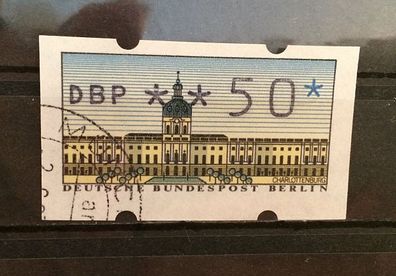 DBP ** 50*
CHARLOTTENBURG
DEUTSCHE BUNDESPOST BERLIN